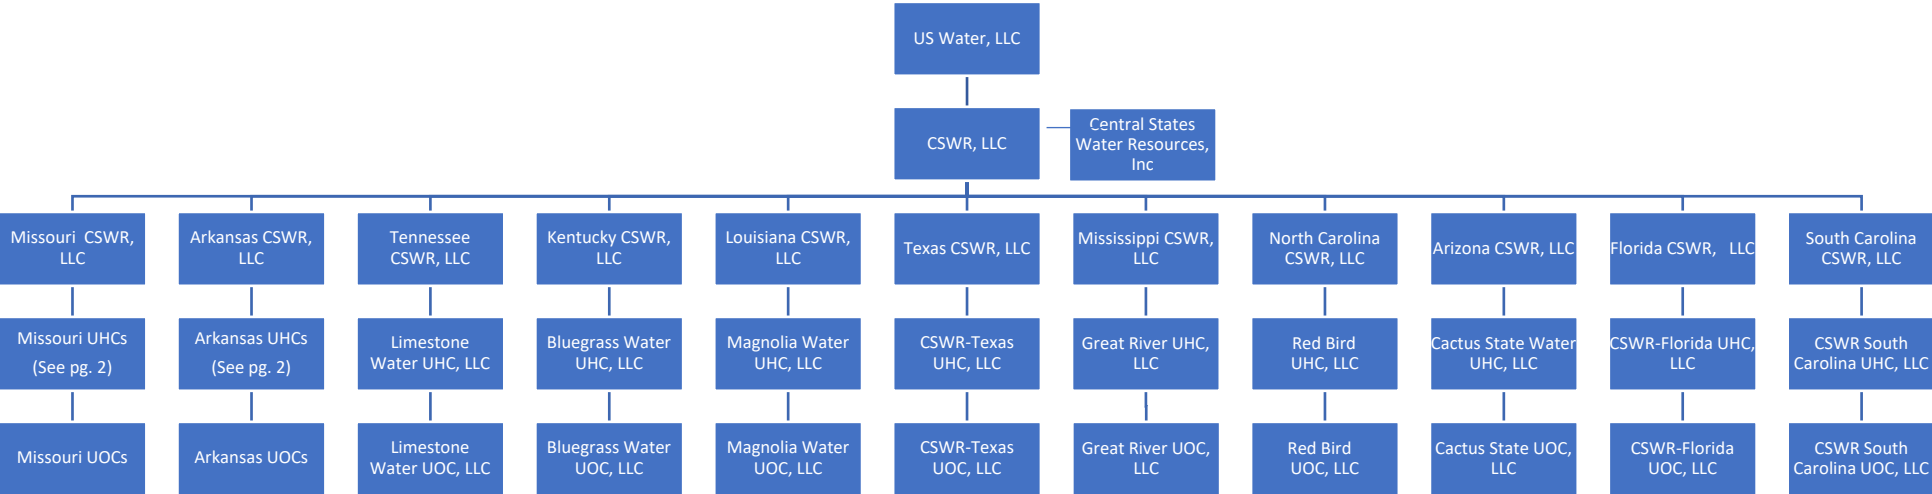 US Water, LLC
CSWR, LLC
Central States
Water Resources,
Inc
Missouri CSWR,
LLC
Arkansas CSWR,
LLC
Tennessee
CSWR, LLC
Kentucky CSWR,
LLC
Louisiana CSWR,
LLC
Texas CSWR, LLC
Mississippi CSWR,
LLC
North Carolina
CSWR, LLC
Arizona CSWR, LLC
Florida CSWR, LLC
South Carolina
CSWR, LLC
Missouri UHCs
(See pg. 2)
Arkansas UHCs
(See pg. 2)
Limestone
Water UHC, LLC
Bluegrass Water
UHC, LLC
Magnolia Water
UHC, LLC
CSWR-Texas
UHC, LLC
Great River UHC,
LLC
Red Bird
UHC, LLC
Cactus State Water
UHC, LLC
CSWR-Florida UHC,
LLC
CSWR South
Carolina UHC, LLC
Missouri UOCs
Arkansas UOCs
Limestone
Water UOC, LLC
Bluegrass Water
UOC, LLC
Magnolia Water
UOC, LLC
CSWR-Texas
UOC, LLC
Great River UOC,
LLC
Red Bird
UOC, LLC
Cactus State UOC,
LLC
CSWR-Florida
UOC, LLC
CSWR South
Carolina UOC, LLC